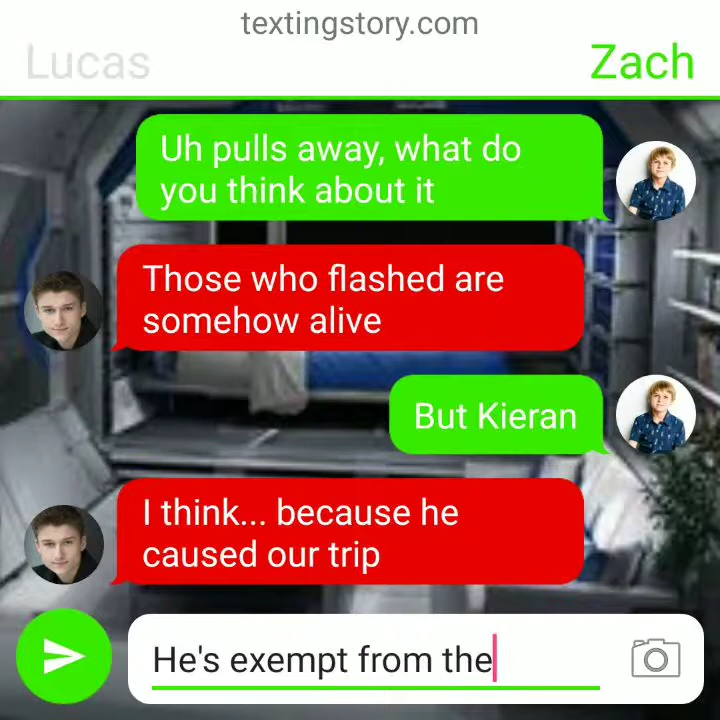 textingstory.com
Lucas
Zach
Uh pulls away, what do
you think about it
Those who flashed are
somehow alive
But Kieran
I think... because he
caused our trip
He's exempt from the